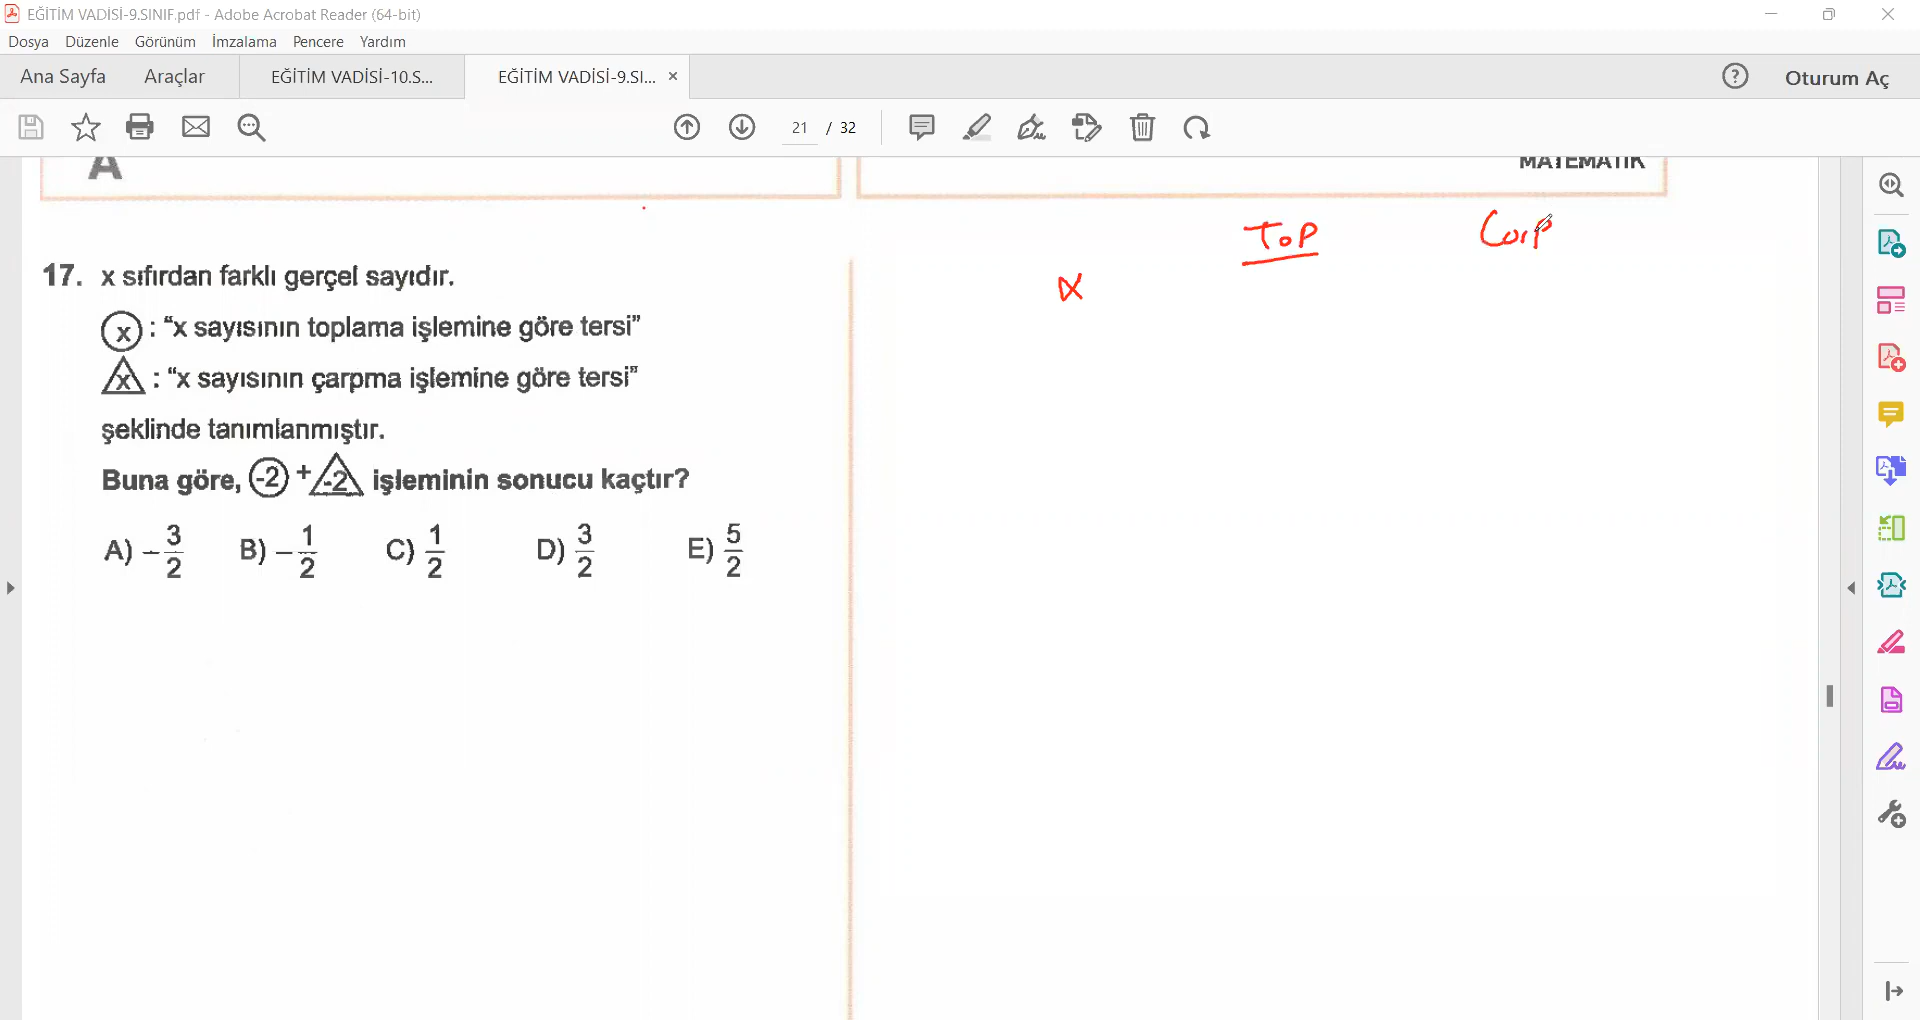 EĞİTİM VADİSİ-9.SINIF.pdf - Adobe Acrobat Reader (64-bit)
Dosya Düzenle Görünüm İmzalama Pencere Yardım
Ana Sayfa Araçlar EĞİTİM VADİSİ-10.S... EĞİTİM VADİSİ-9.SI... × ? Oturum Aç
21 / 32
A MATEMATİK
Top Carp
x
17. x sıfırdan farklı gerçel sayıdır.
x : “x sayısının toplama işlemine göre tersi”
x : “x sayısının çarpma işlemine göre tersi”
şeklinde tanımlanmıştır.
Buna göre, -2 + -2 işleminin sonucu kaçtır?
A) -3/2 B) -1/2 C) 1/2 D) 3/2 E) 5/2